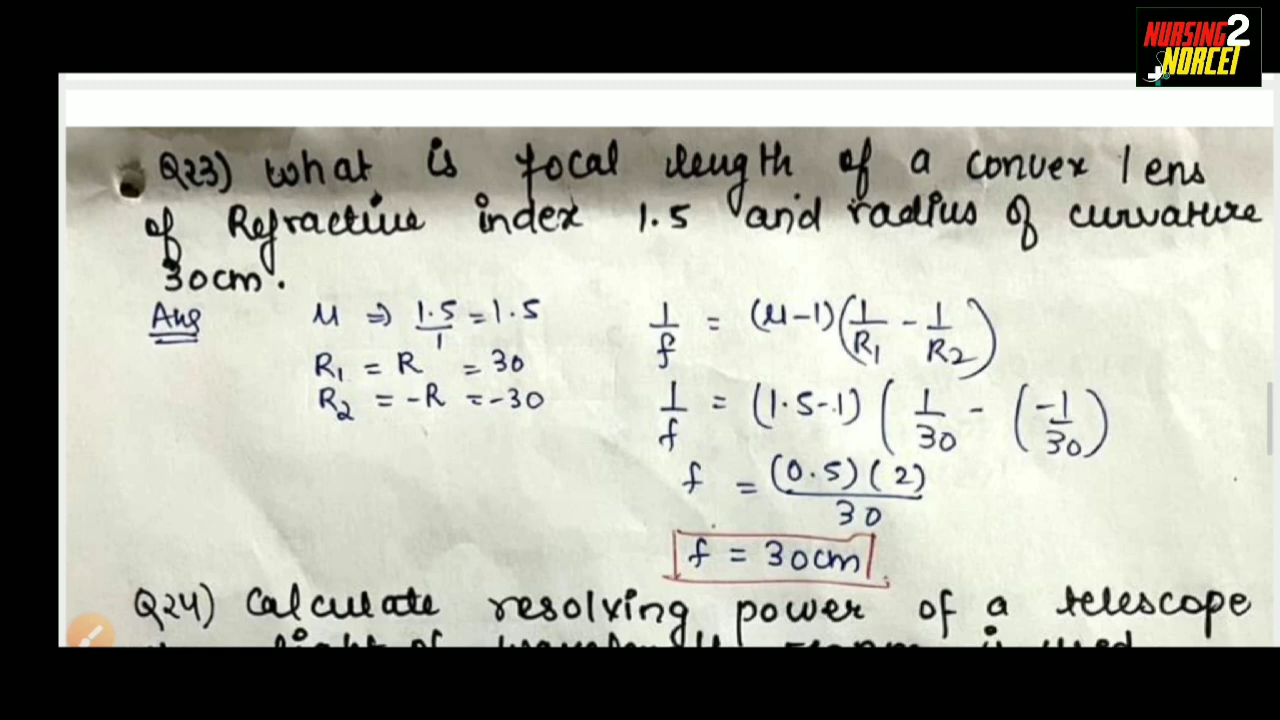 NURSING 2
NORCET
Q23) What is focal length of a convex lens
of Refractive index 1.5 and radius of curvature
30cm.
Ans
μ => 1.5/1 = 1.5
R₁ = R = 30
R₂ = -R = -30
1/f = (μ-1)(1/R₁ - 1/R₂)
1/f = (1.5-1)(1/30 - (-1/30)
f = (0.5)(2)/30
f = 30cm
Q24) Calculate resolving power of a telescope